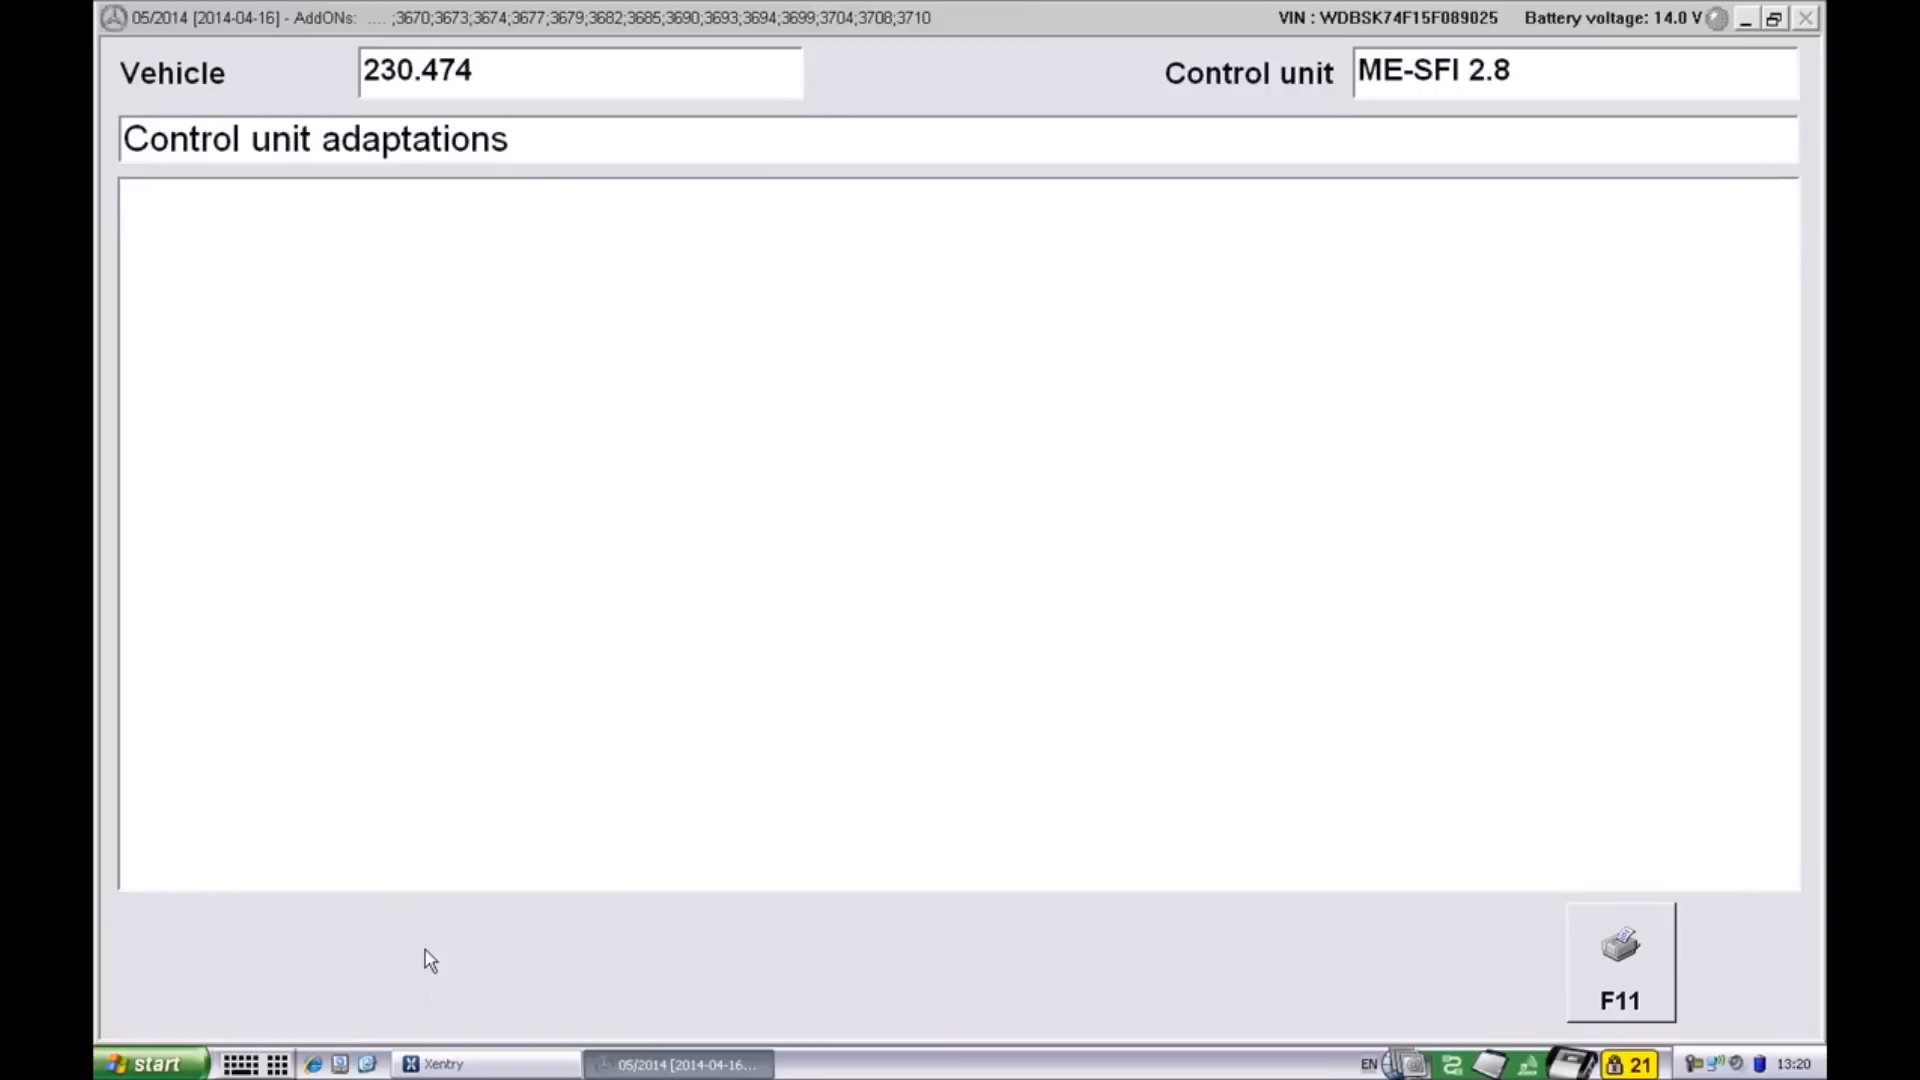 05/2014 [2014-04-16] - AddONs: .... ;3670;3673;3674;3677;3679;3682;3685;3690;3693;3694;3699;3704;3708;3710 VIN : WDBSK74F15F089025 Battery voltage: 14.0 V
Vehicle 230.474 Control unit ME-SFI 2.8
Control unit adaptations
F11
start Xentry 05/2014 [2014-04-16... EN 21 13:20